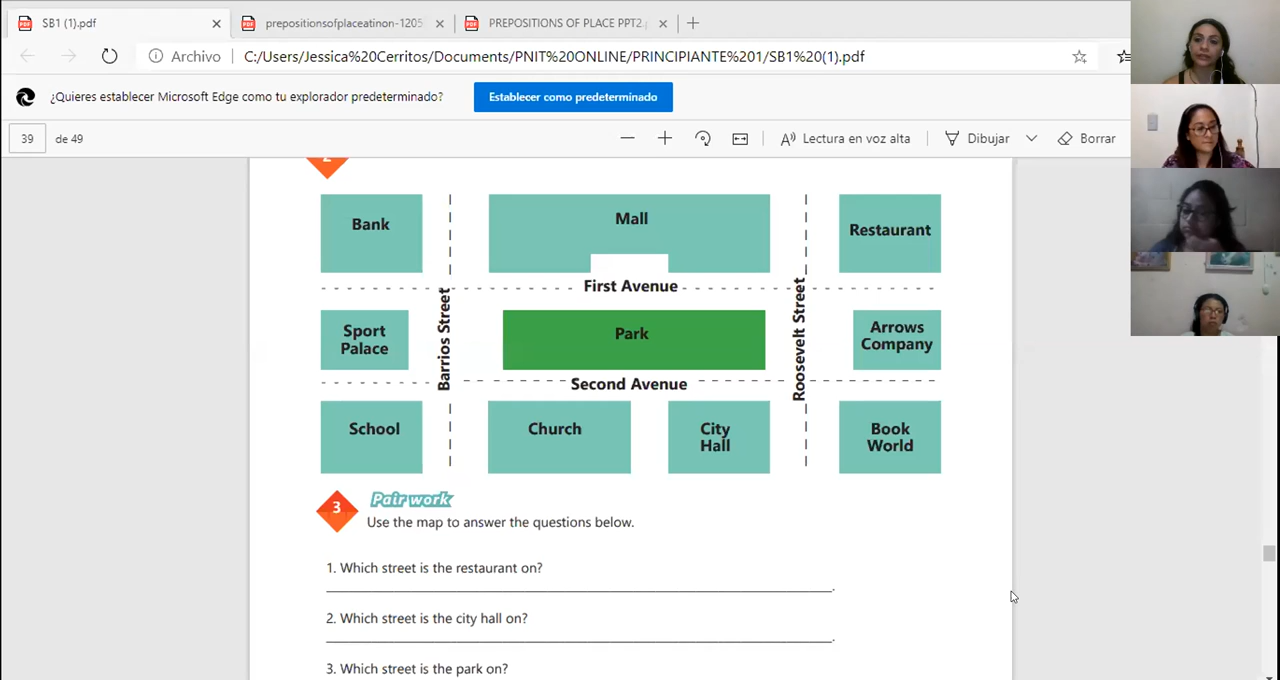 SB1 (1).pdf
prepositionsofplaceatinon-1205
PREPOSITIONS OF PLACE PPT2.
Archivo
C:/Users/Jessica%20Cerritos/Documents/PNIT%20ONLINE/PRINCIPIANTE%201/SB1%20(1).pdf
¿Quieres establecer Microsoft Edge como tu explorador predeterminado?
Establecer como predeterminado
39 de 49
Lectura en voz alta
Dibujar
Borrar
Bank
Mall
Restaurant
First Avenue
Barrios Street
Roosevelt Street
Sport
Palace
Park
Arrows
Company
Second Avenue
School
Church
City
Hall
Book
World
3 Pair work
Use the map to answer the questions below.
1. Which street is the restaurant on?
2. Which street is the city hall on?
3. Which street is the park on?